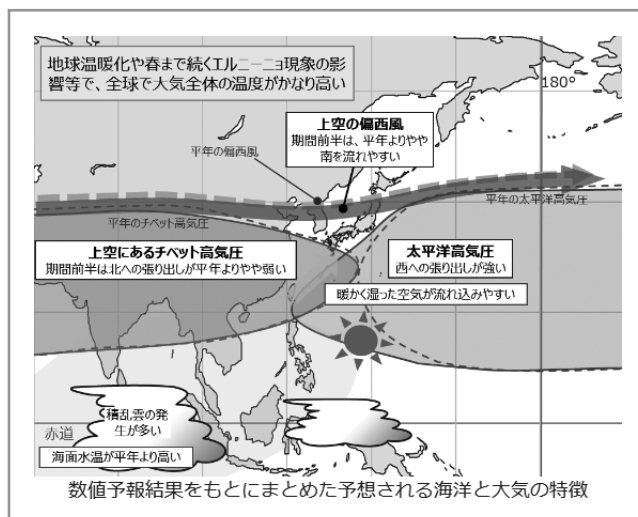 地球温暖化や春まで続くエルニーニョ現象の影
響等で、全球で大気全体の温度がかなり高い
180°
上空の偏西風
期間前半は、平年よりやや
南を流れやすい
平年の偏西風
平年の太平洋高気圧
平年のチベット高気圧
上空にあるチベット高気圧
期間前半は北への張り出しが平年よりやや弱い
太平洋高気圧
西への張り出しが強い
暖かく湿った空気が流れ込みやすい
積乱雲の発
生が多い
赤道
海面水温が平年より高い
数値予報結果をもとにまとめた予想される海洋と大気の特徴